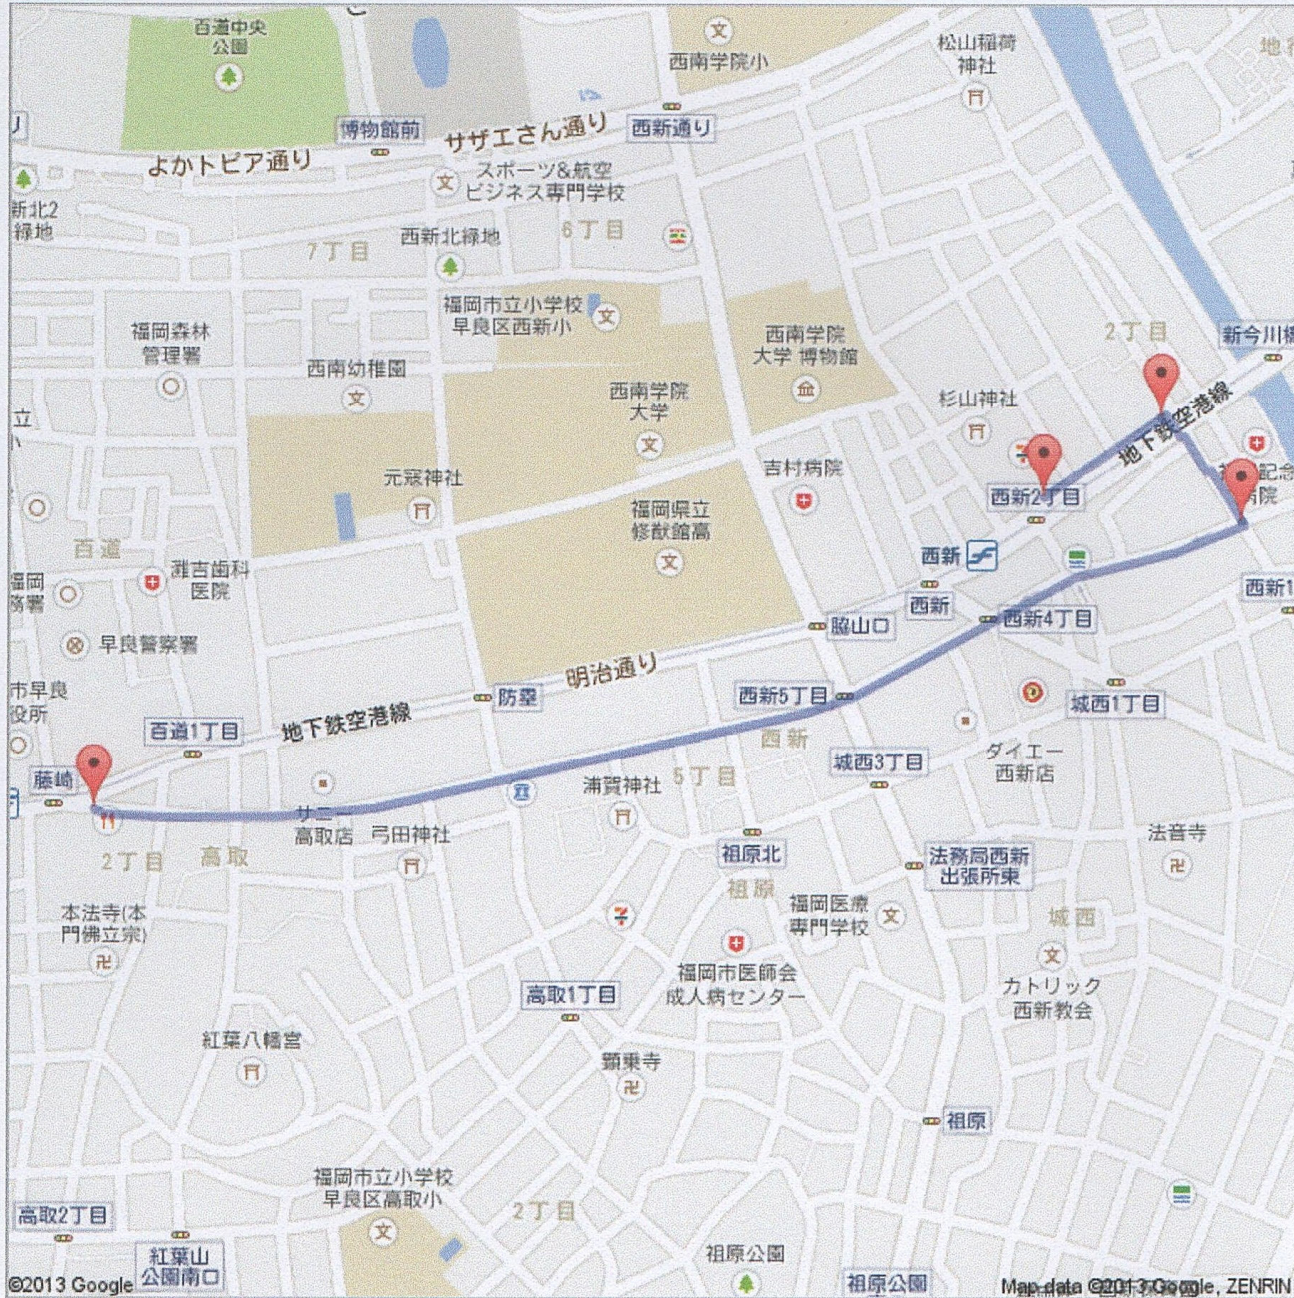 百道中央
公園
西南学院小
松山稲荷
神社
博物館前
サザエさん通り
西新通り
よかトピア通り
スポーツ&航空
ビジネス専門学校
新北2
緑地
7丁目
西新北緑地
6丁目
福岡市立小学校
早良区西新小
福岡森林
管理署
西南学院
大学 博物館
2丁目
新今川橋
西南幼稚園
西南学院
大学
杉山神社
地下鉄空港線
元寇神社
吉村病院
西新2丁目
福岡県立
修猷館高
百道
西新
灘吉歯科
医院
西新
西新1
早良警察署
脇山口
西新4丁目
市早良
役所
明治通り
防塁
西新5丁目
城西1丁目
百道1丁目
地下鉄空港線
西新
藤崎
5丁目
城西3丁目
ダイエー
西新店
浦賀神社
サニー
高取店
弓田神社
2丁目
高取
祖原北
法音寺
法務局西新
出張所東
祖原
本法寺(本
門佛立宗)
福岡医療
専門学校
城西
福岡市医師会
成人病センター
高取1丁目
カトリック
西新教会
紅葉八幡宮
顕乗寺
祖原
福岡市立小学校
早良区高取小
高取2丁目
2丁目
紅葉山
公園南口
祖原公園
祖原公園
©2013 Google
Map data ©2013 Google, ZENRIN